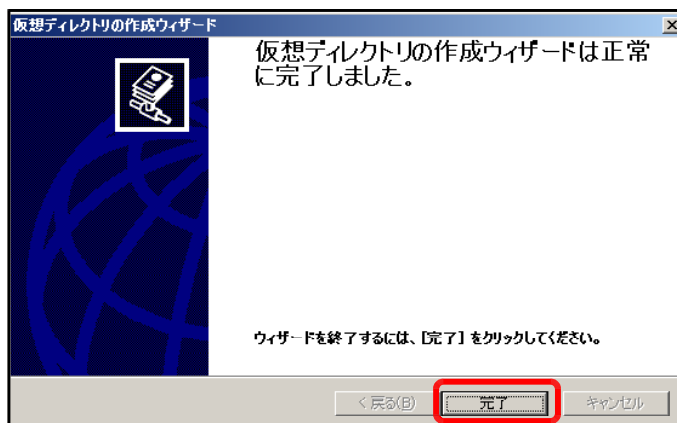 仮想ディレクトリの作成ウィザード
仮想ディレクトリの作成ウィザードは正常
に完了しました。
ウィザードを終了するには、[完了] をクリックしてください。
< 戻る(B)
完了
キャンセル